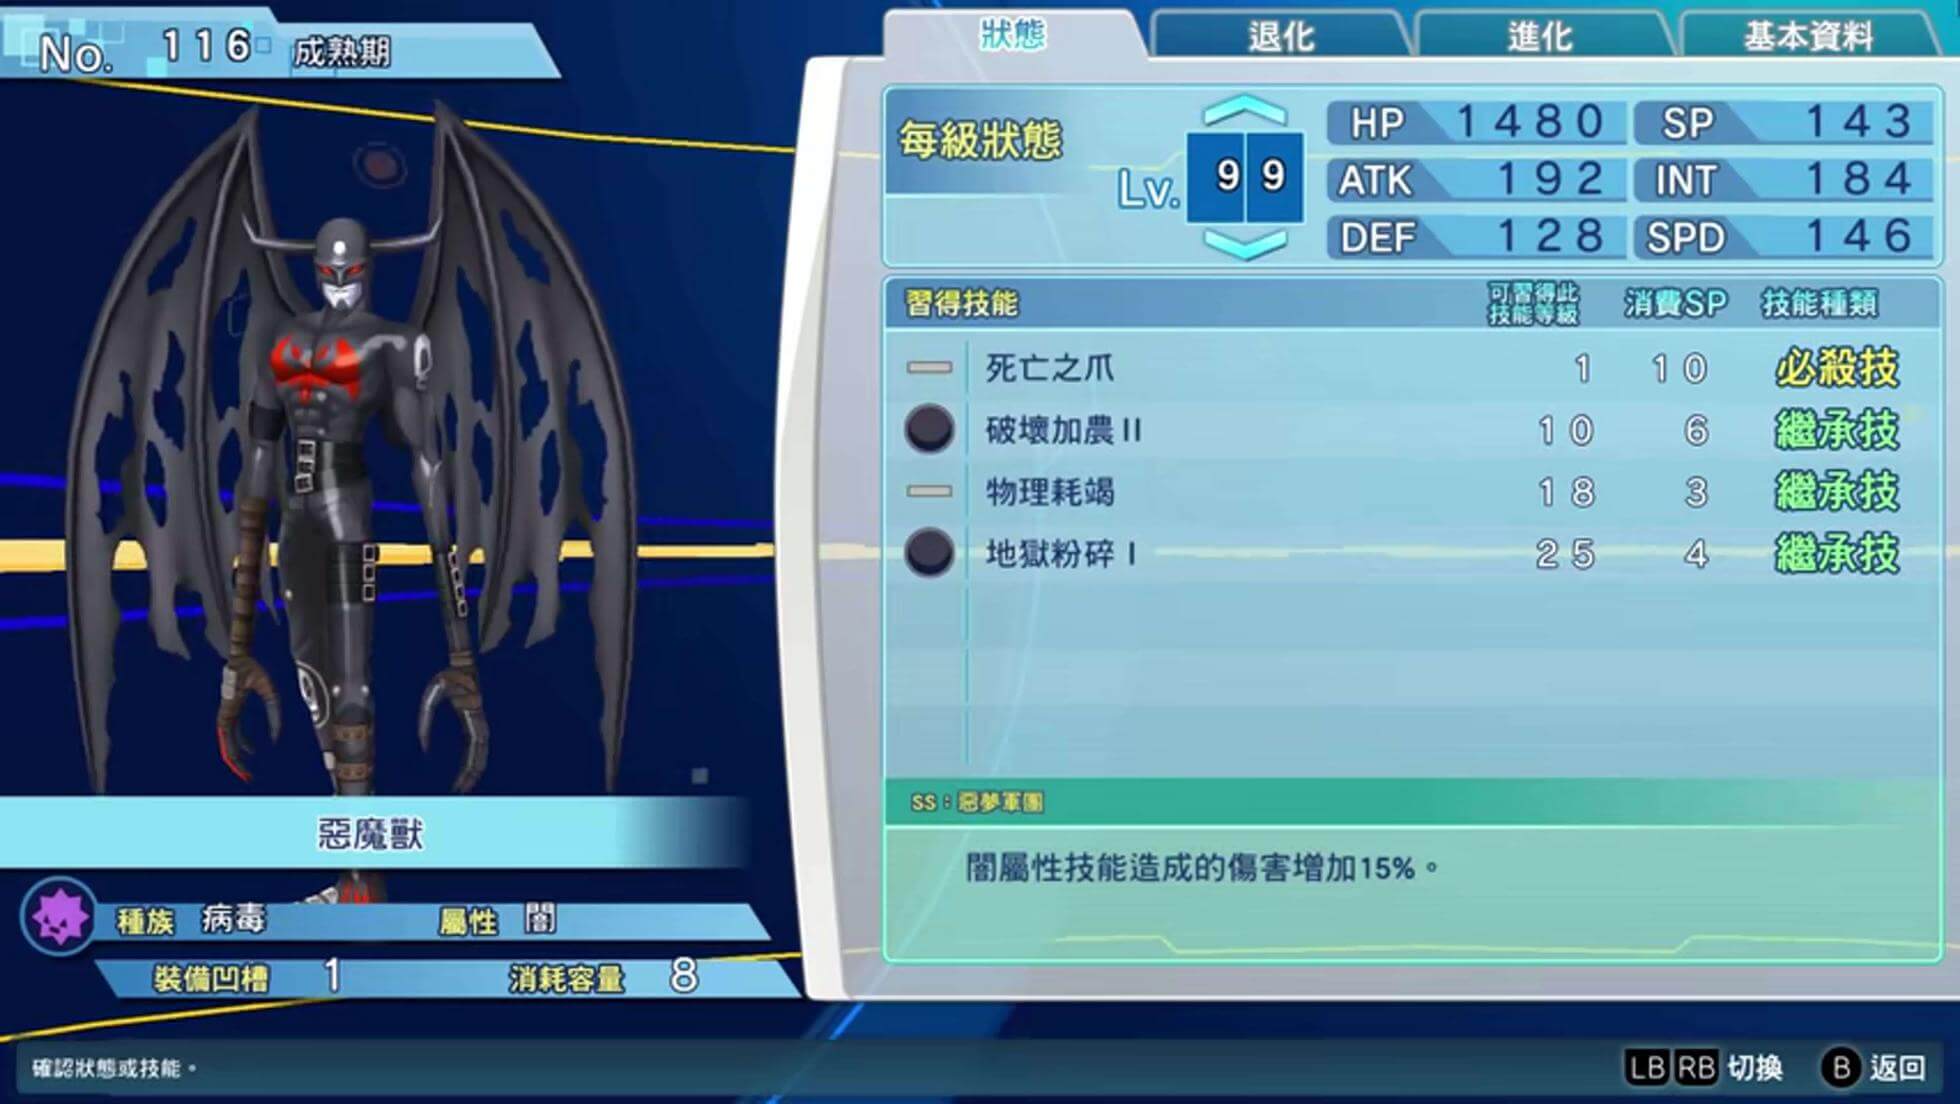 No. 116 成熟期
狀態 退化 進化 基本資料
每級狀態
Lv. 99
HP 1480 SP 143
ATK 192 INT 184
DEF 128 SPD 146
習得技能 可習得此技能等級 消費SP 技能種類
死亡之爪 1 10 必殺技
破壞加農II 10 6 繼承技
物理耗竭 18 3 繼承技
地獄粉碎 I 25 4 繼承技
SS：惡夢軍團
闇屬性技能造成的傷害增加15%。
惡魔獸
種族 病毒 屬性 闇
裝備凹槽 1 消耗容量 8
確認狀態或技能。
LB RB 切換 B 返回